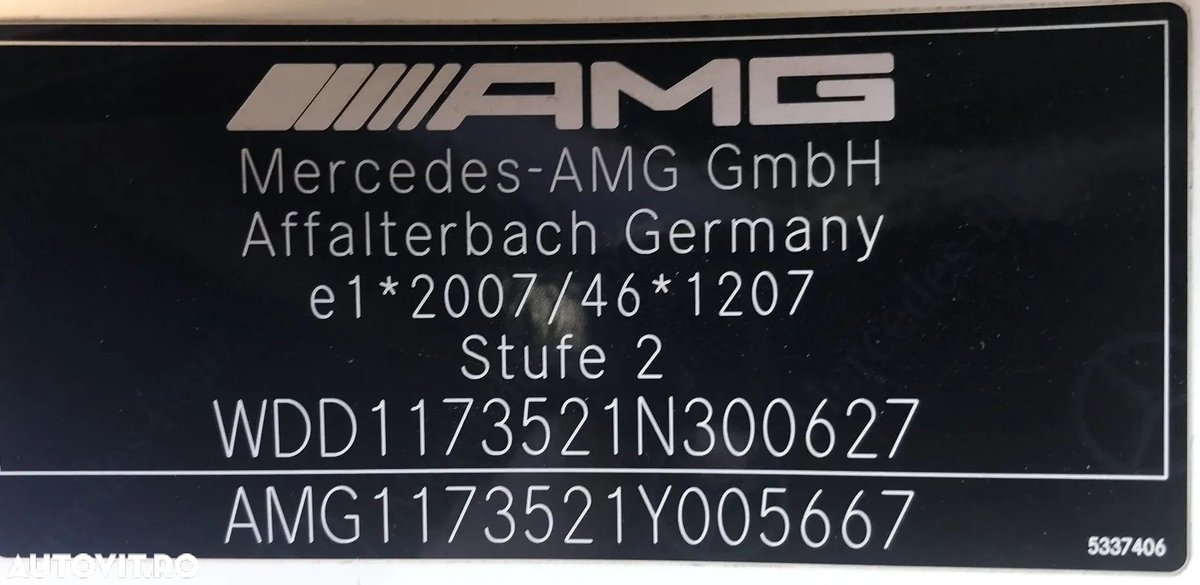 AMG
Mercedes-AMG GmbH
Affalterbach Germany
e1*2007/46*1207
Stufe 2
WDD1173521N300627
AMG1173521Y005667
5337406
AUTOVIT.RO